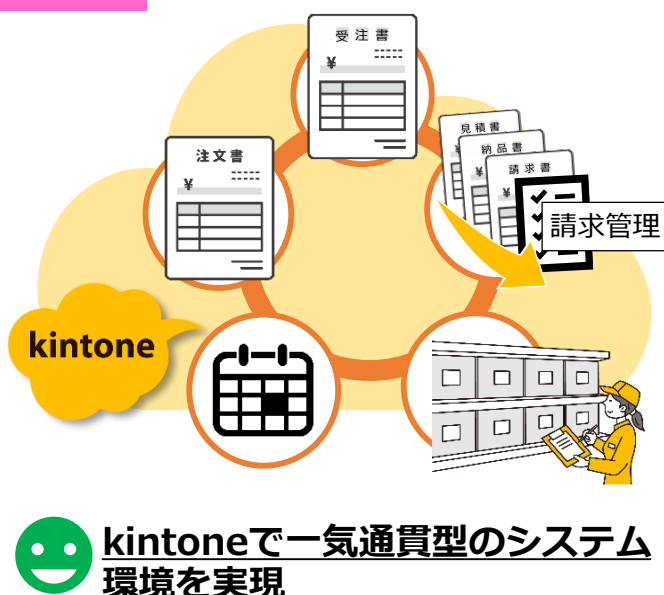 受注書
¥
注文書
¥
見積書
¥
納品書
¥
請求書
¥
請求管理
kintone
kintoneで一気通貫型のシステム
環境を実現